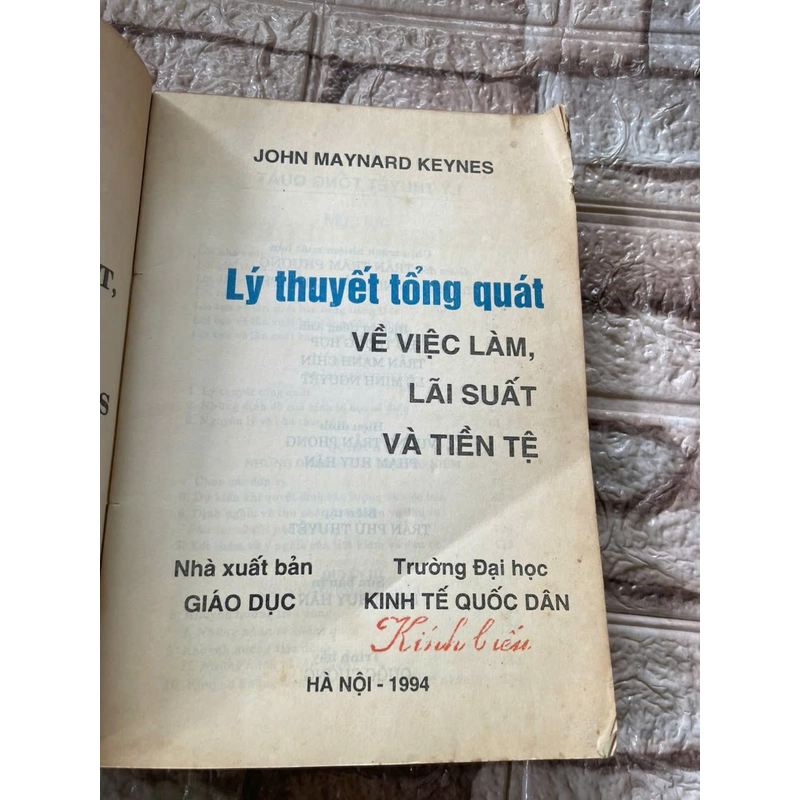 JOHN MAYNARD KEYNES
Lý thuyết tổng quát
VỀ VIỆC LÀM,
LÃI SUẤT
VÀ TIỀN TỆ
Nhà xuất bản
GIÁO DỤC
Trường Đại học
KINH TẾ QUỐC DÂN
Kính biếu
HÀ NỘI - 1994